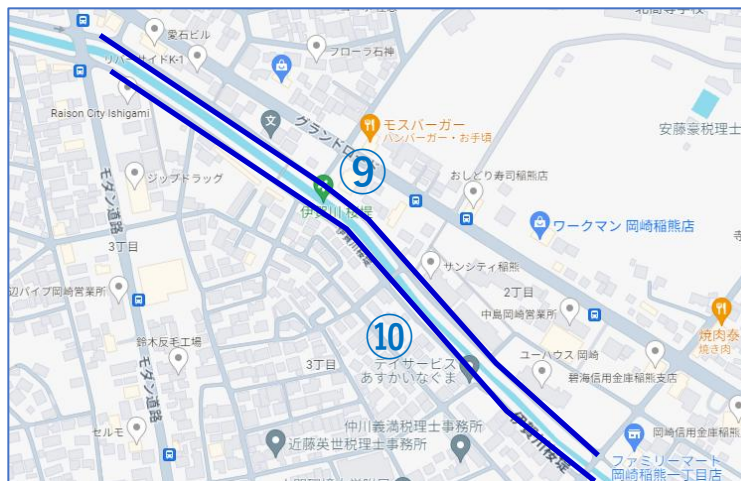 愛石ビル
リバーサイドK-1
フローラ石神
北高等学校
Raison City Ishigami
文
グラントロード
モスバーガー
ハンバーガー・お手頃
安藤豪税理士
ジップドラッグ
モダン道路
⑨
おしどり寿司稲熊店
伊賀川 桜堤
ワークマン 岡崎稲熊店
伊賀川桜堤
3丁目
サンシティ稲熊
2丁目
辺パイプ岡崎営業所
中島岡崎営業所
焼肉泰
焼き肉
⑩
鈴木反毛工場
3丁目
デイサービス
あすかいなぐま
ユーハウス 岡崎
碧海信用金庫稲熊支店
モダン道路
セルモ
仲川義満税理士事務所
近藤英世税理士事務所
伊賀川桜堤
岡崎信用金庫稲熊
ファミリーマート
岡崎稲熊一丁目店